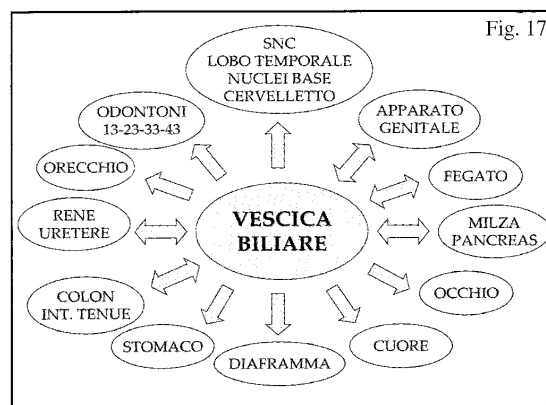 Fig. 17
SNC
LOBO TEMPORALE
NUCLEI BASE
CERVELLETTO
ODONTONI
13-23-33-43
APPARATO
GENITALE
ORECCHIO
FEGATO
RENE
URETERE
VESCICA
BILIARE
MILZA
PANCREAS
COLON
INT. TENUE
OCCHIO
STOMACO
DIAFRAMMA
CUORE